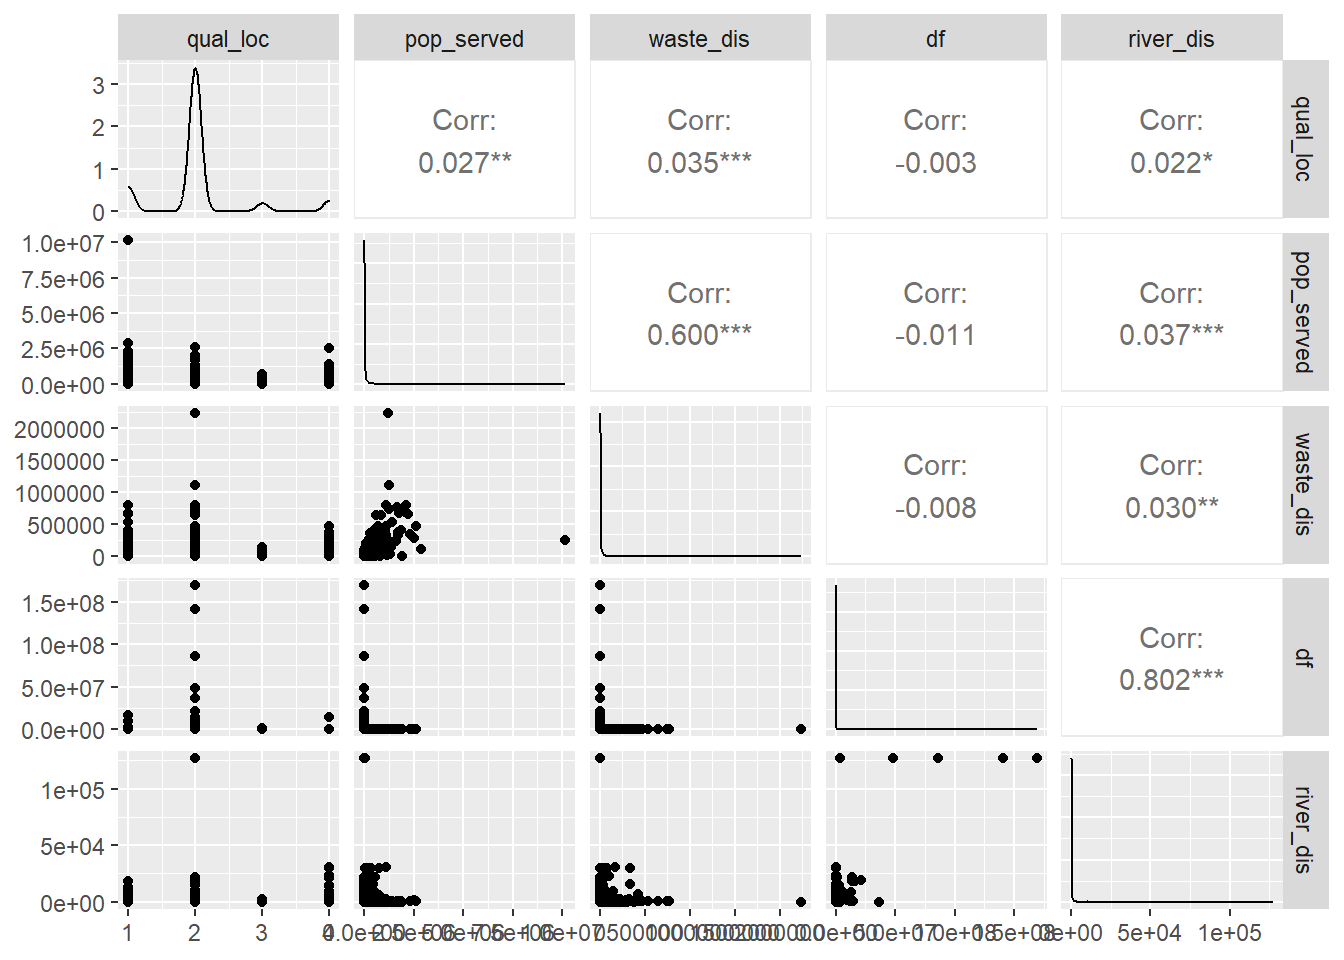 qual_loc pop_served waste_dis df river_dis
3
2
1
0
Corr:
0.027**
Corr:
0.035***
Corr:
-0.003
Corr:
0.022*
qual_loc
1.0e+07
7.5e+06
5.0e+06
2.5e+06
0.0e+00
Corr:
0.600***
Corr:
-0.011
Corr:
0.037***
pop_served
2000000
1500000
1000000
500000
0
Corr:
-0.008
Corr:
0.030**
waste_dis
1.5e+08
1.0e+08
5.0e+07
0.0e+00
Corr:
0.802***
df
1e+05
5e+04
0e+00
river_dis
1 2 3 5e+04 1e+05